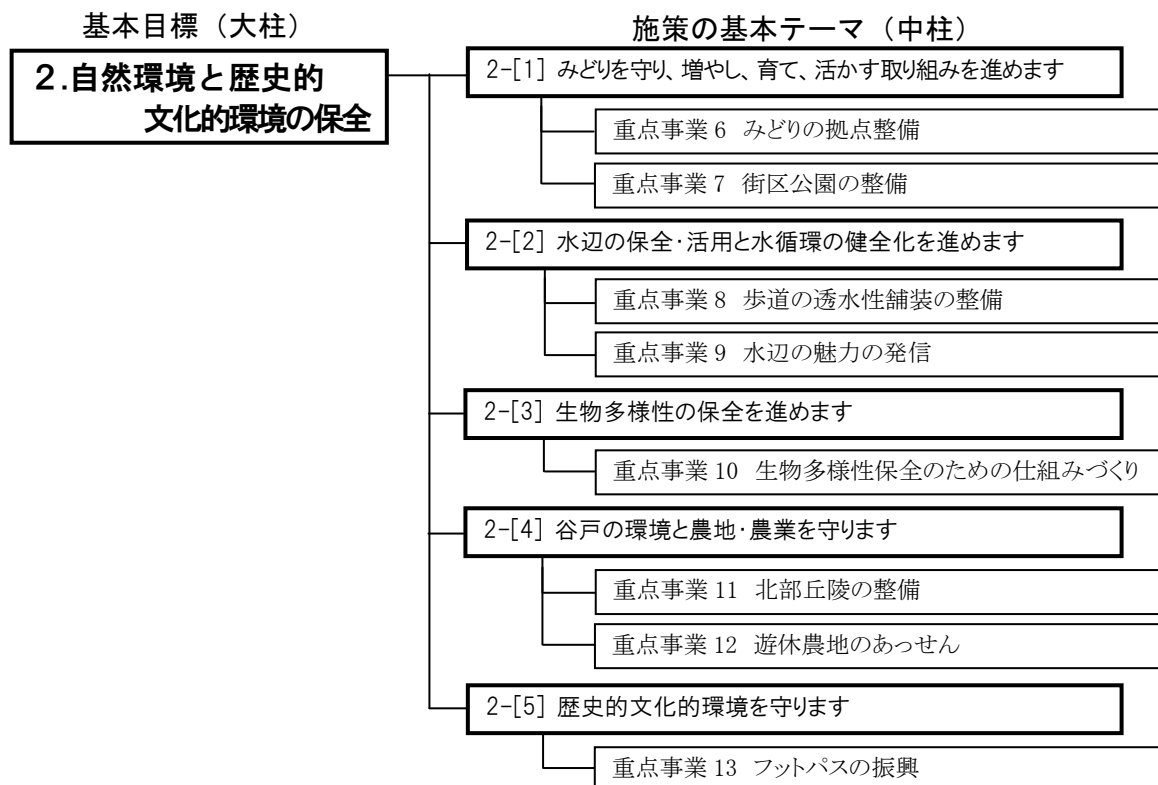 基本目標（大柱）
施策の基本テーマ（中柱）
２.自然環境と歴史的
文化的環境の保全
2-[1] みどりを守り、増やし、育て、活かす取り組みを進めます
重点事業 6 みどりの拠点整備
重点事業 7 街区公園の整備
2-[2] 水辺の保全・活用と水循環の健全化を進めます
重点事業 8 歩道の透水性舗装の整備
重点事業 9 水辺の魅力の発信
2-[3] 生物多様性の保全を進めます
重点事業 10 生物多様性保全のための仕組みづくり
2-[4] 谷戸の環境と農地・農業を守ります
重点事業 11 北部丘陵の整備
重点事業 12 遊休農地のあっせん
2-[5] 歴史的文化的環境を守ります
重点事業 13 フットパスの振興